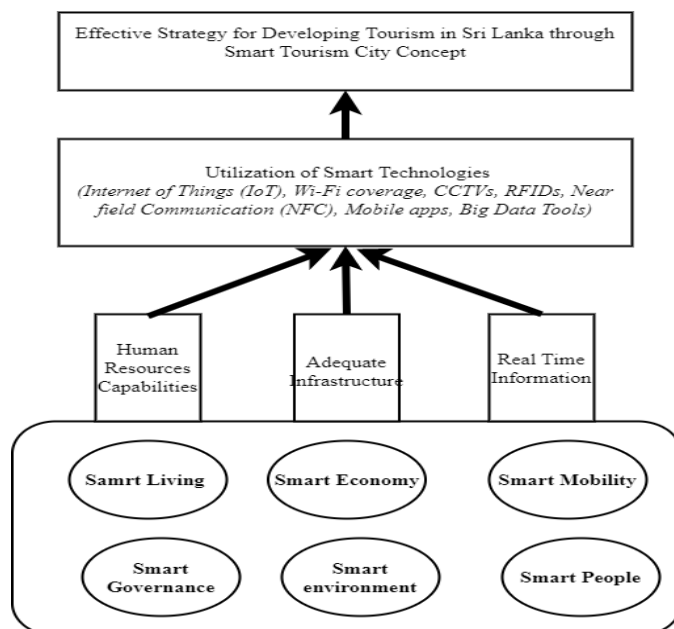 Effective Strategy for Developing Tourism in Sri Lanka through
Smart Tourism City Concept
Utilization of Smart Technologies
(Internet of Things (IoT), Wi-Fi coverage, CCTVs, RFIDs, Near
field Communication (NFC), Mobile apps, Big Data Tools)
Human
Resources
Capabilities
Adequate
Infrastructure
Real Time
Information
Samrt Living
Smart Economy
Smart Mobility
Smart
Governance
Smart
environment
Smart People